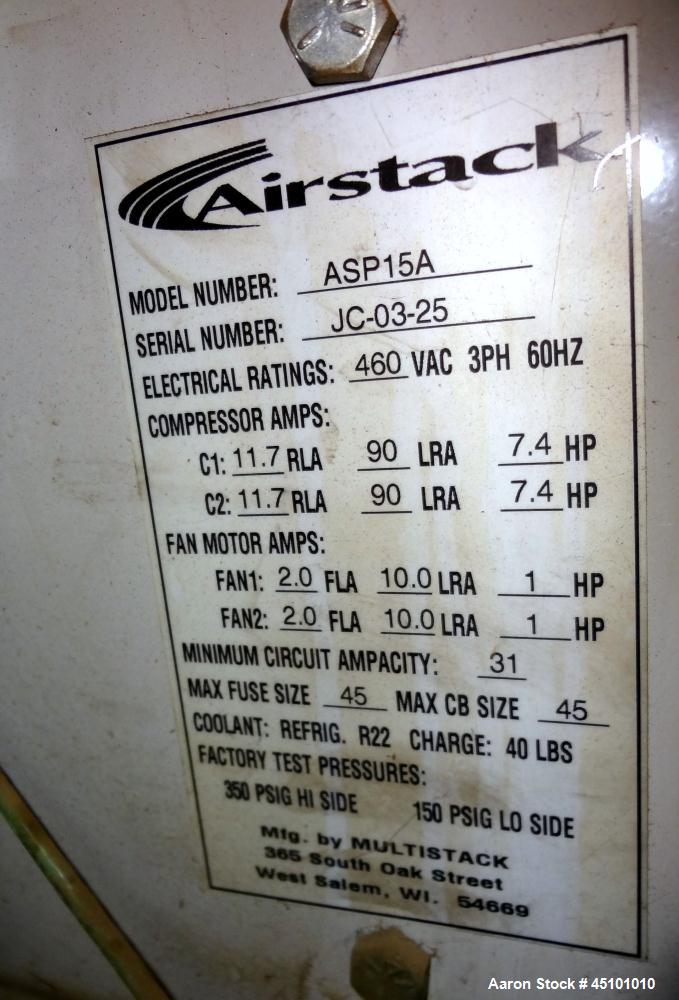 Airstack
MODEL NUMBER: ASP15A
SERIAL NUMBER: JC-03-25
ELECTRICAL RATINGS: 460 VAC 3PH 60HZ
COMPRESSOR AMPS:
C1: 11.7 RLA 90 LRA 7.4 HP
C2: 11.7 RLA 90 LRA 7.4 HP
FAN MOTOR AMPS:
FAN1: 2.0 FLA 10.0 LRA 1 HP
FAN2: 2.0 FLA 10.0 LRA 1 HP
MINIMUM CIRCUIT AMPACITY: 31
MAX FUSE SIZE 45 MAX CB SIZE 45
COOLANT: REFRIG. R22 CHARGE: 40 LBS
FACTORY TEST PRESSURES:
350 PSIG HI SIDE 150 PSIG LO SIDE
Mfg. by MULTISTACK
365 South Oak Street
West Salem, WI. 54669
Aaron Stock # 45101010